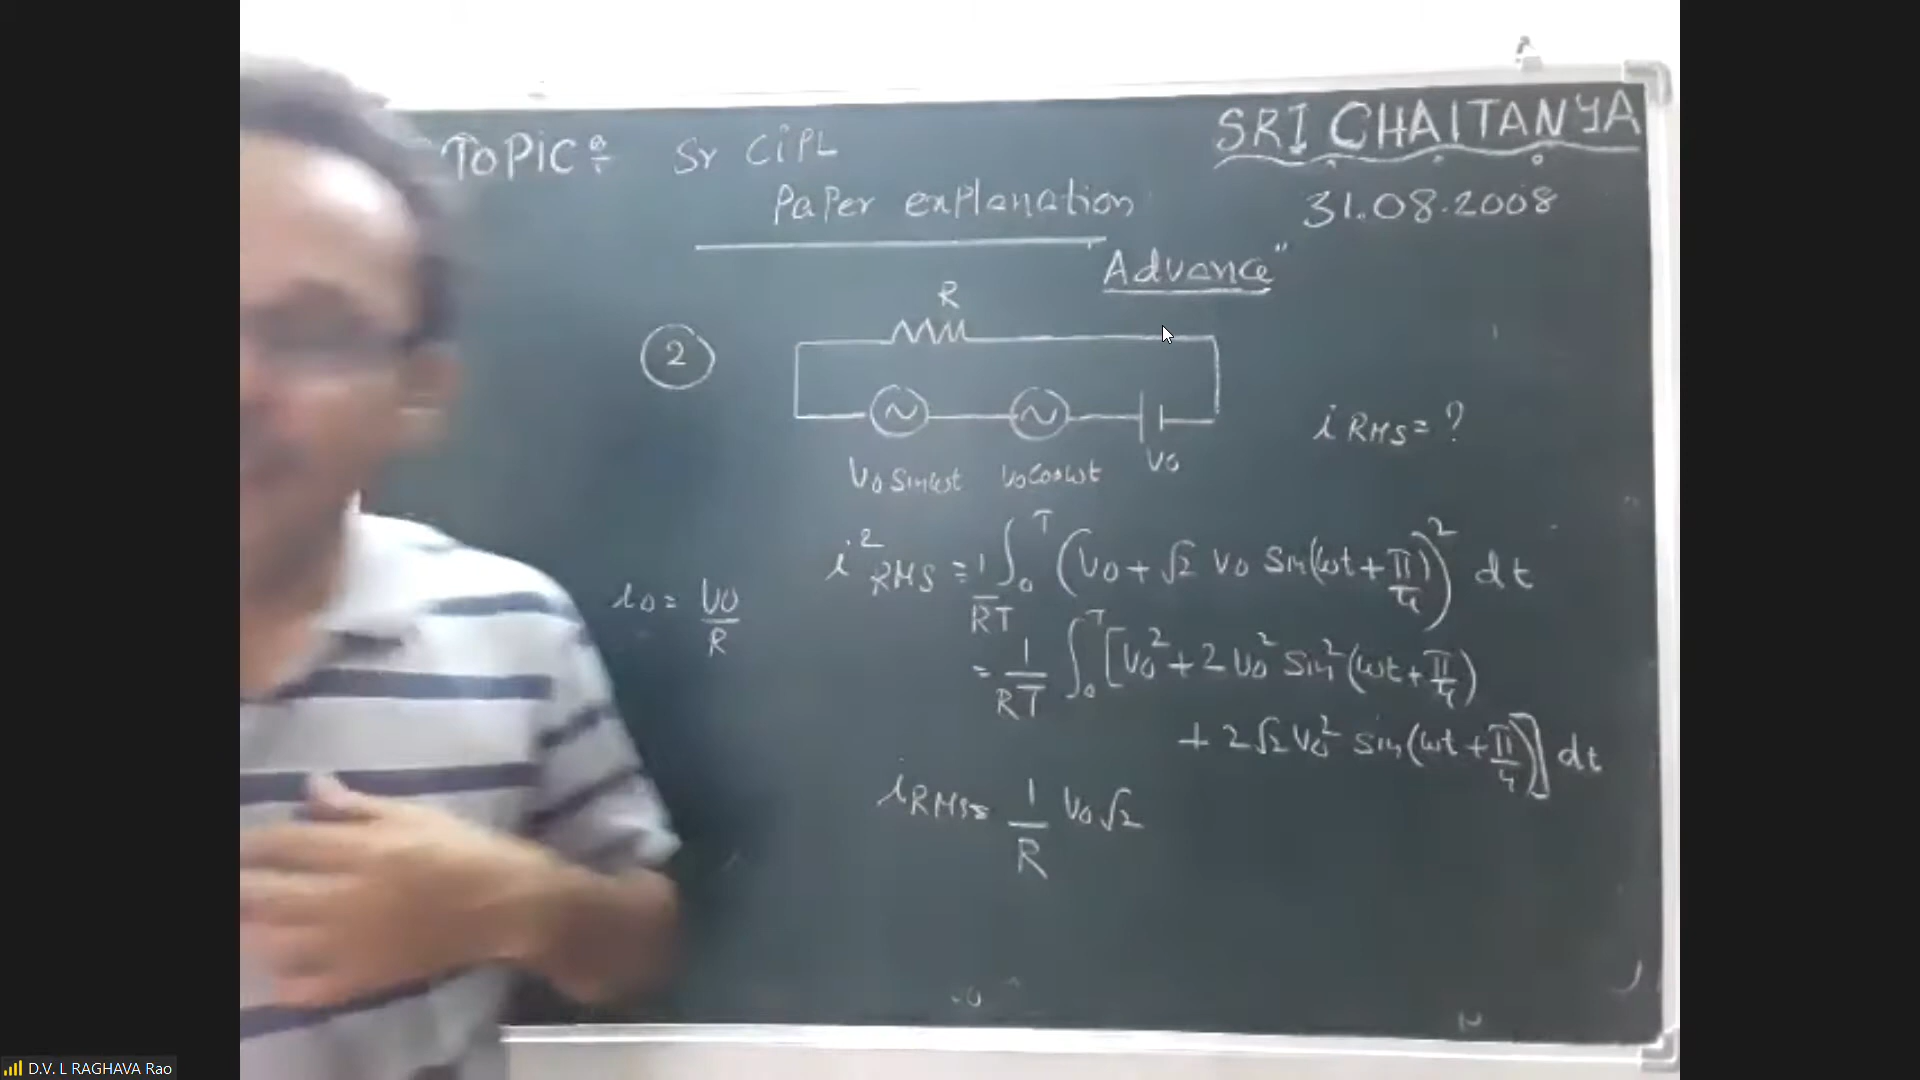 TOPIC : Sr CiPL
Paper explanation
SRI CHAITANYA
31.08.2008
"Advance"
R
2
V0 Sinωt V0 Cosωt V0
i RMS = ?
i²RMS = 1/RT ∫₀ᵀ (V0 + √2 V0 Sin(ωt + π/4))² dt
i0 = V0/R
= 1/RT ∫₀ᵀ [V0² + 2 V0² Sin² (ωt + π/4)
+ 2√2 V0² Sin (ωt + π/4)] dt
iRMS = 1/R V0√2
D.V. L RAGHAVA Rao